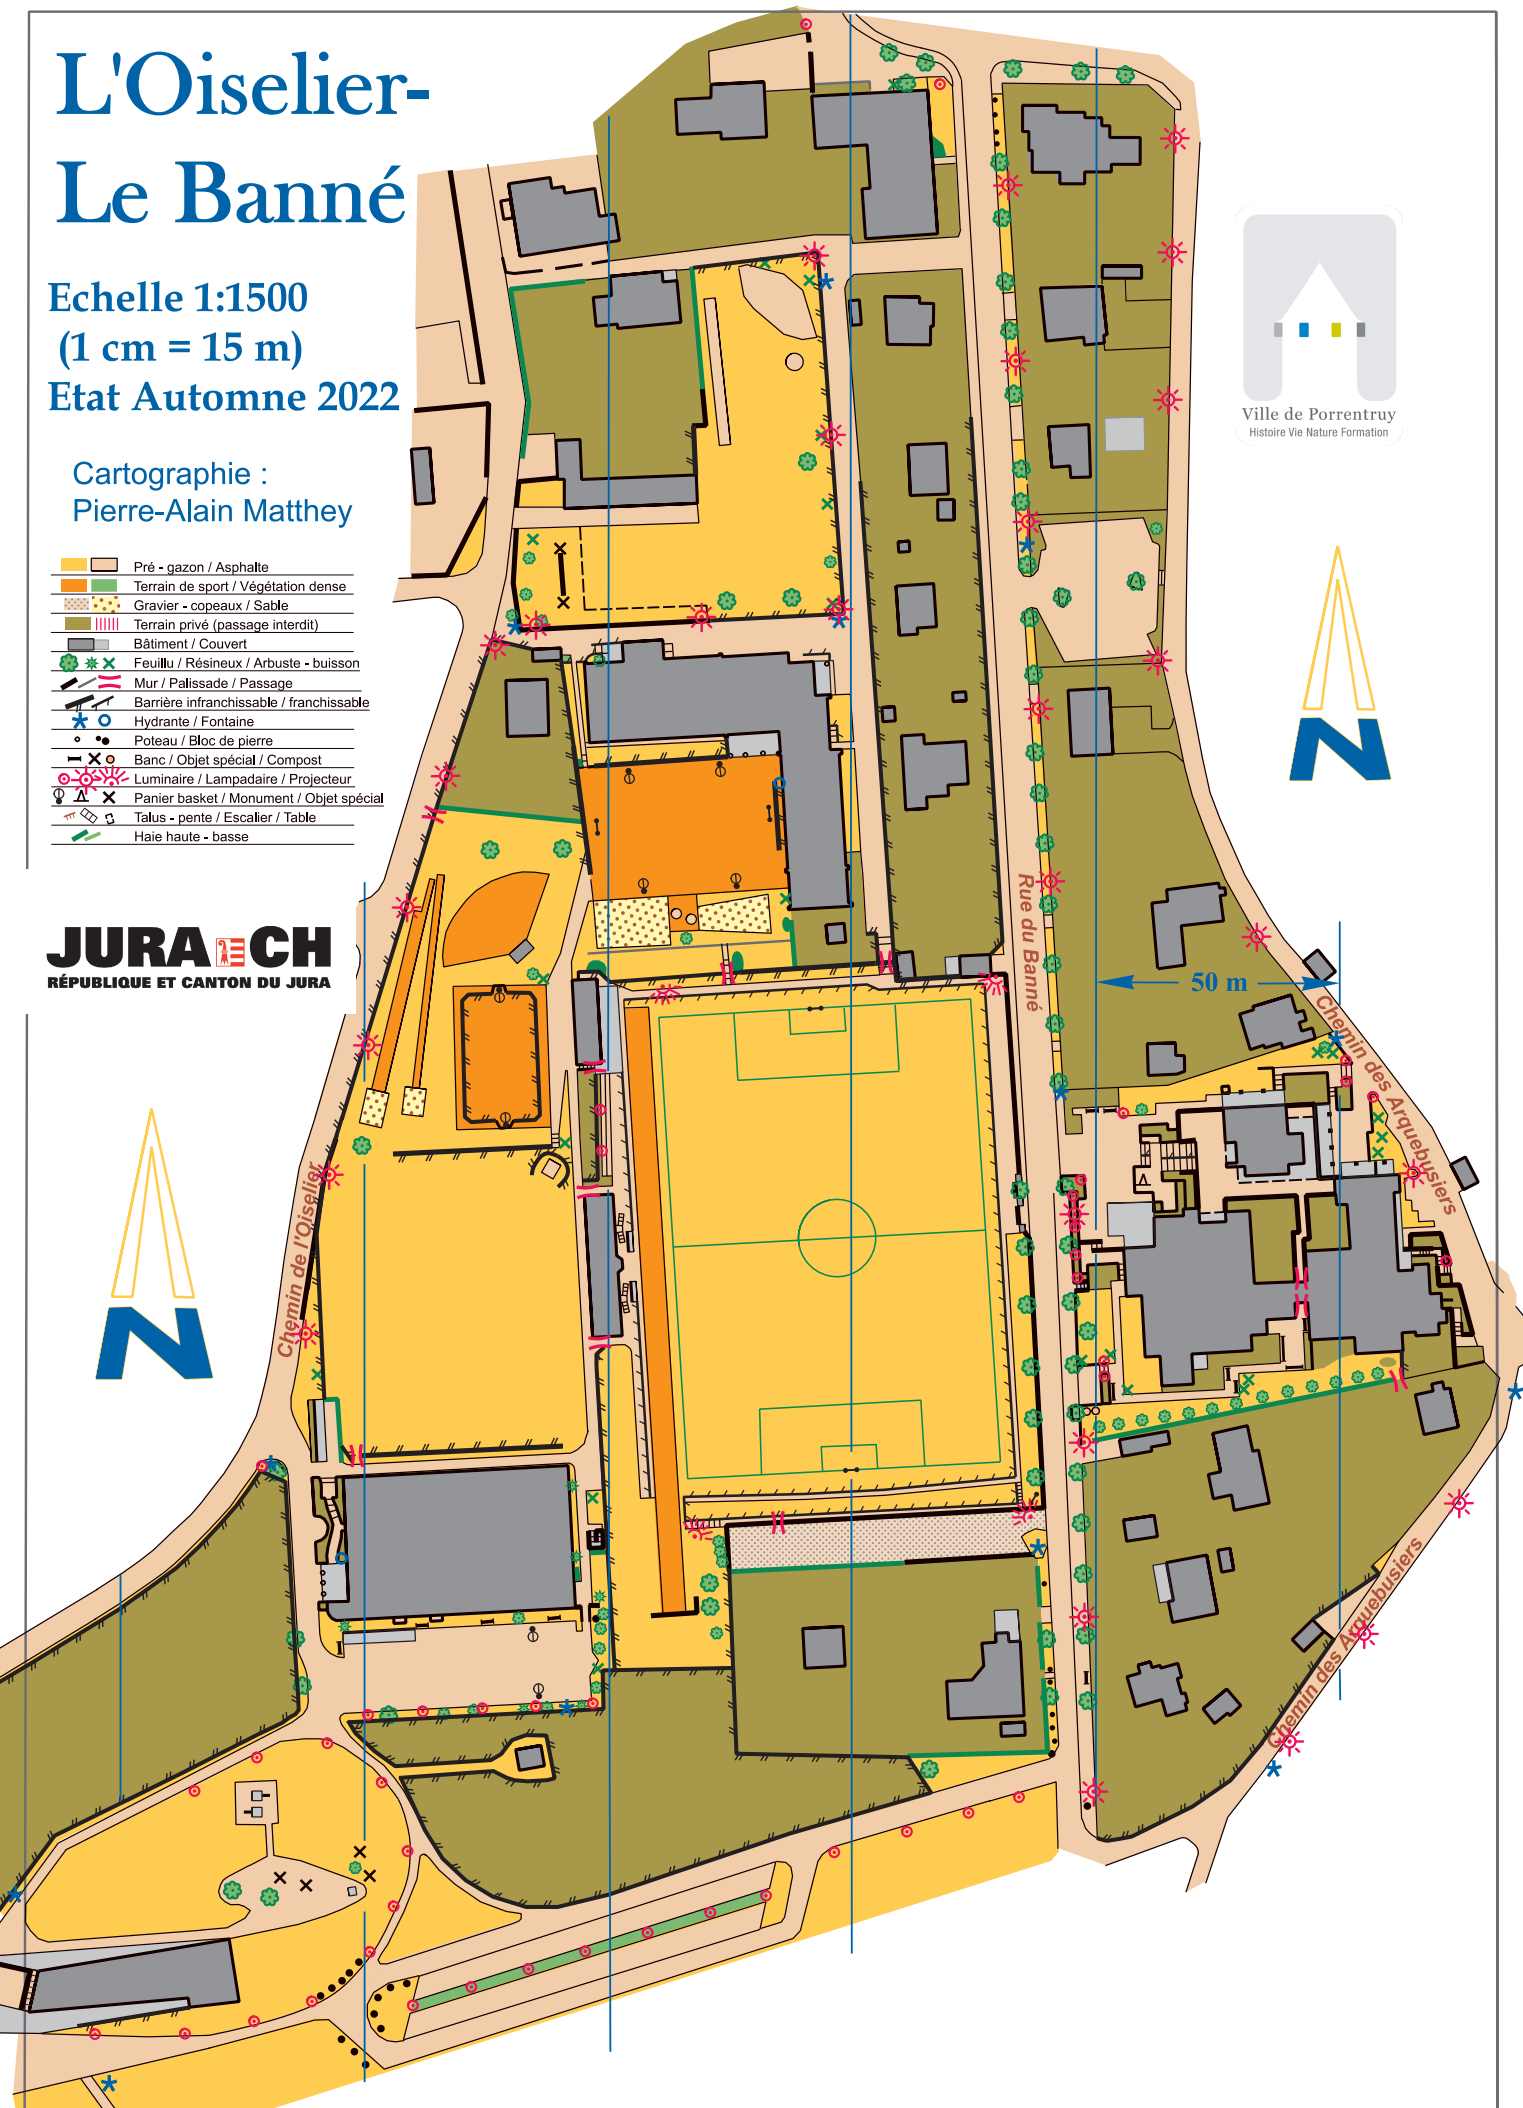 L'Oiselier-
Le Banné
Echelle 1:1500
(1 cm = 15 m)
Etat Automne 2022
Cartographie :
Pierre-Alain Matthey
Pré - gazon / Asphalte
Terrain de sport / Végétation dense
Gravier - copeaux / Sable
Terrain privé (passage interdit)
Bâtiment / Couvert
Feuillu / Résineux / Arbuste - buisson
Mur / Palissade / Passage
Barrière infranchissable / franchissable
Hydrante / Fontaine
Poteau / Bloc de pierre
Banc / Objet spécial / Compost
Luminaire / Lampadaire / Projecteur
Panier basket / Monument / Objet spécial
Talus - pente / Escalier / Table
Haie haute - basse
JURA CH
RÉPUBLIQUE ET CANTON DU JURA
Ville de Porrentruy
Histoire Vie Nature Formation
N
N
Rue du Banné
50 m
Chemin des Arquebusiers
Chemin de l'Oiselier
Chemin des Arquebusiers